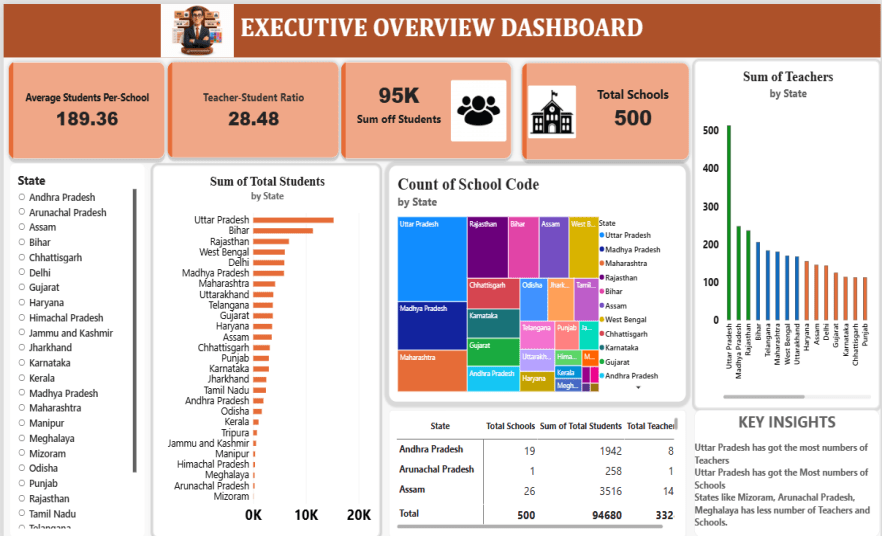 EXECUTIVE OVERVIEW DASHBOARD
Average Students Per-School
189.36
Teacher-Student Ratio
28.48
95K
Sum off Students
Total Schools
500
Sum of Teachers
by State
500
400
300
200
100
0
Uttar Pradesh
Madhya Pradesh
Rajasthan
Bihar
Telangana
Maharashtra
West Bengal
Uttarakhand
Haryana
Assam
Delhi
Gujarat
Karnataka
Chhattisgarh
Punjab
State
Andhra Pradesh
Arunachal Pradesh
Assam
Bihar
Chhattisgarh
Delhi
Gujarat
Haryana
Himachal Pradesh
Jammu and Kashmir
Jharkhand
Karnataka
Kerala
Madhya Pradesh
Maharashtra
Manipur
Meghalaya
Mizoram
Odisha
Punjab
Rajasthan
Tamil Nadu
Telangana
Sum of Total Students
by State
Uttar Pradesh
Bihar
Rajasthan
West Bengal
Delhi
Madhya Pradesh
Maharashtra
Uttarakhand
Telangana
Gujarat
Haryana
Assam
Chhattisgarh
Punjab
Karnataka
Jharkhand
Tamil Nadu
Andhra Pradesh
Odisha
Kerala
Tripura
Jammu and Kashmir
Manipur
Himachal Pradesh
Meghalaya
Arunachal Pradesh
Mizoram
0K 10K 20K
Count of School Code
by State
Uttar Pradesh
Madhya Pradesh
Maharashtra
Rajasthan
Bihar
Assam
West B...
Chhattisgarh
Karnataka
Gujarat
Andhra Pradesh
Odisha
Jhark...
Tamil...
Telangana
Punjab
Uttarakh...
Hima...
M...
Haryana
Kerala
Megh...
State
Uttar Pradesh
Madhya Pradesh
Maharashtra
Rajasthan
Bihar
Assam
West Bengal
Chhattisgarh
Karnataka
Gujarat
Andhra Pradesh
State Total Schools Sum of Total Students Total Teacher
Andhra Pradesh 19 1942 8
Arunachal Pradesh 1 258 1
Assam 26 3516 14
Total 500 94680 332
KEY INSIGHTS
Uttar Pradesh has got the most numbers of
Teachers
Uttar Pradesh has got the Most numbers of
Schools
States like Mizoram, Arunachal Pradesh,
Meghalaya has less number of Teachers and
Schools.